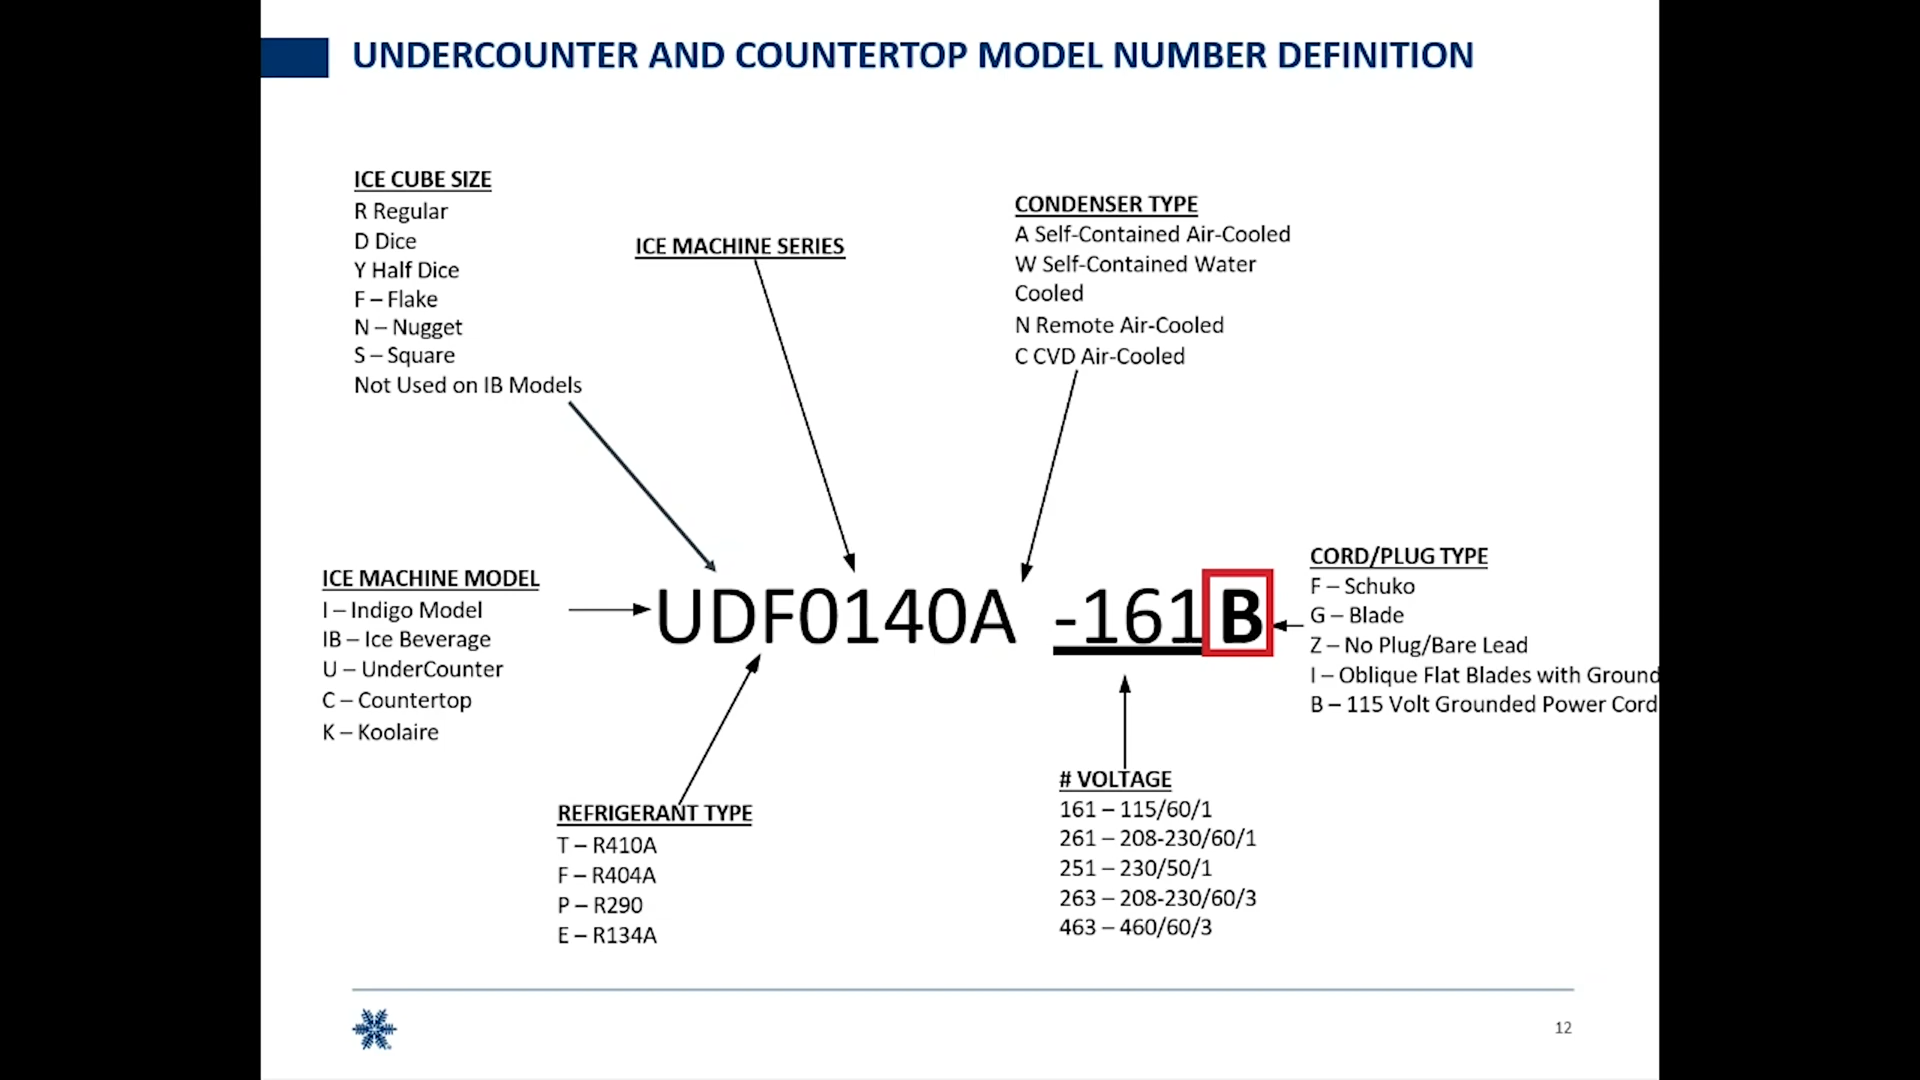 UNDERCOUNTER AND COUNTERTOP MODEL NUMBER DEFINITION
ICE CUBE SIZE
R Regular
D Dice
Y Half Dice
F – Flake
N – Nugget
S – Square
Not Used on IB Models
ICE MACHINE SERIES
CONDENSER TYPE
A Self-Contained Air-Cooled
W Self-Contained Water
Cooled
N Remote Air-Cooled
C CVD Air-Cooled
ICE MACHINE MODEL
I – Indigo Model
IB – Ice Beverage
U – UnderCounter
C – Countertop
K – Koolaire
UDF0140A -161B
CORD/PLUG TYPE
F – Schuko
G – Blade
Z – No Plug/Bare Lead
I – Oblique Flat Blades with Ground
B – 115 Volt Grounded Power Cord
REFRIGERANT TYPE
T – R410A
F – R404A
P – R290
E – R134A
# VOLTAGE
161 – 115/60/1
261 – 208-230/60/1
251 – 230/50/1
263 – 208-230/60/3
463 – 460/60/3
12